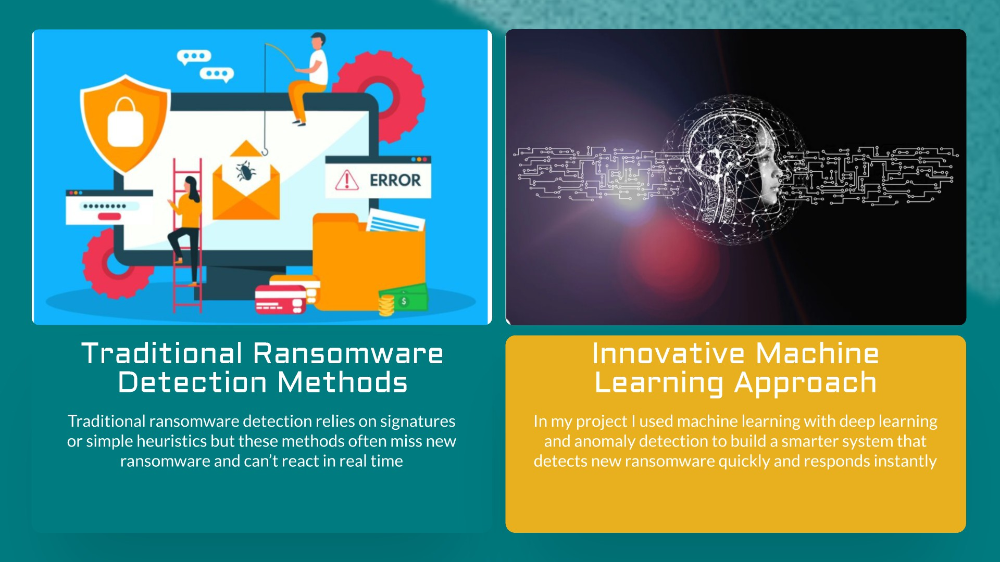 ERROR
$
Traditional Ransomware
Detection Methods
Traditional ransomware detection relies on signatures
or simple heuristics but these methods often miss new
ransomware and can’t react in real time
Innovative Machine
Learning Approach
In my project I used machine learning with deep learning
and anomaly detection to build a smarter system that
detects new ransomware quickly and responds instantly